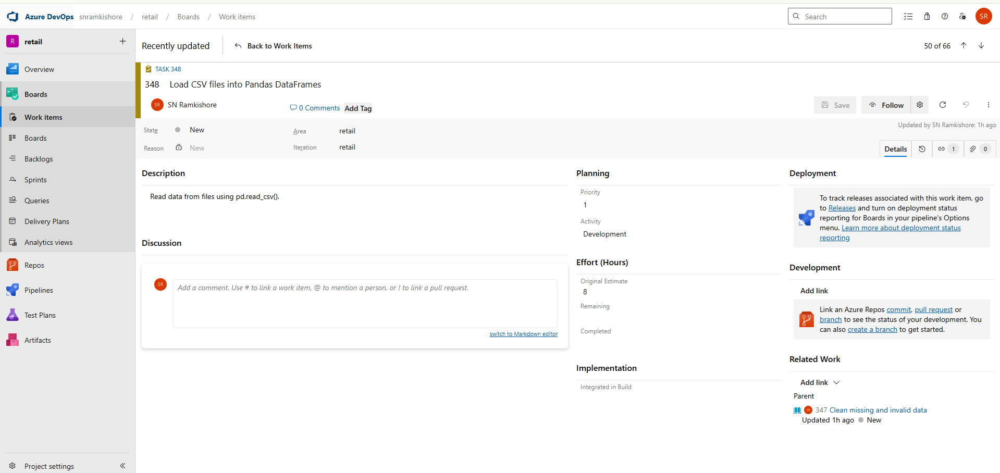 Azure DevOps snramkishore / retail / Boards / Work items
Search
SR
R retail
Overview
Boards
Work items
Boards
Backlogs
Sprints
Queries
Delivery Plans
Analytics views
Repos
Pipelines
Test Plans
Artifacts
Project settings
Recently updated
Back to Work Items
50 of 66
TASK 348
348 Load CSV files into Pandas DataFrames
SR SN Ramkishore
0 Comments
Add Tag
Save
Follow
State New
Area retail
Updated by SN Ramkishore: 1h ago
Reason New
Iteration retail
Details
1
0
Description
Read data from files using pd.read_csv().
Discussion
SR
Add a comment. Use # to link a work item, @ to mention a person, or ! to link a pull request.
switch to Markdown editor
Planning
Priority
1
Activity
Development
Effort (Hours)
Original Estimate
8
Remaining
Completed
Implementation
Integrated in Build
Deployment
To track releases associated with this work item, go
to Releases and turn on deployment status
reporting for Boards in your pipeline's Options
menu. Learn more about deployment status
reporting
Development
Add link
Link an Azure Repos commit, pull request or
branch to see the status of your development. You
can also create a branch to get started.
Related Work
Add link
Parent
SR 347 Clean missing and invalid data
Updated 1h ago New